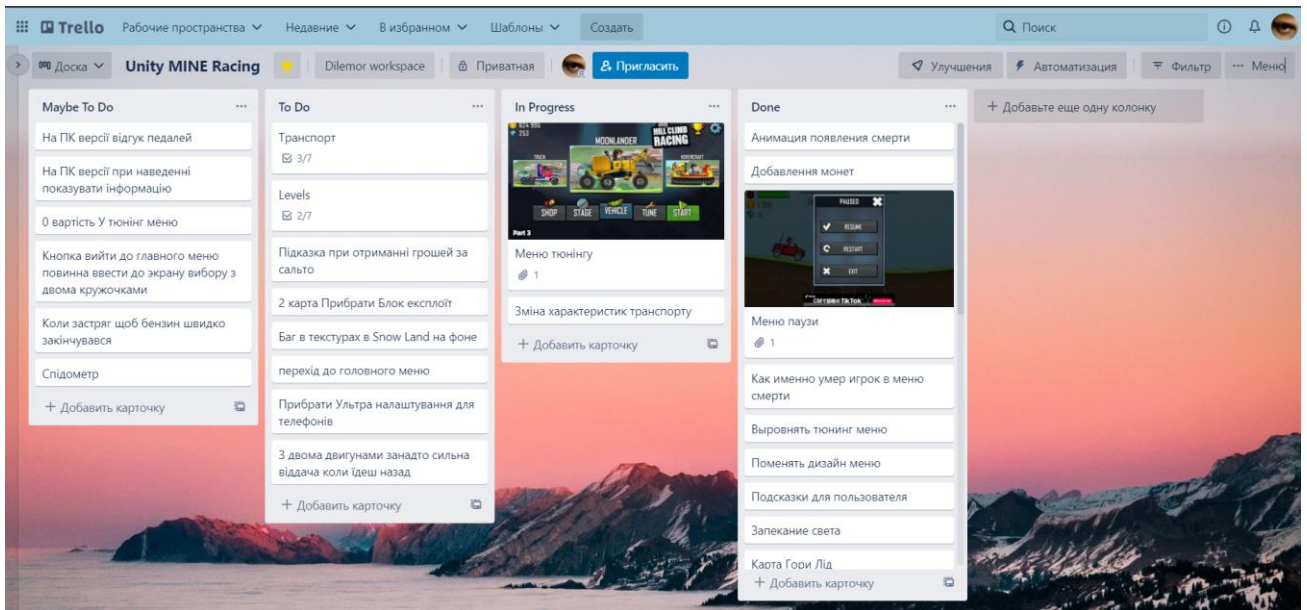 Trello Рабочие пространства Недавние В избранном Шаблоны Создать Поиск
Доска Unity MINE Racing Dilemor workspace Приватная Пригласить Улучшения Автоматизация Фильтр Меню
Maybe To Do
На ПК версії відгук педалей
На ПК версії при наведенні
показувати інформацію
0 вартість У тюнінг меню
Кнопка вийти до главного меню
повинна ввести до экрану вибору з
двома кружочками
Коли застряг щоб бензин швидко
закінчувався
Спідометр
+ Добавить карточку
To Do
Транспорт
3/7
Levels
2/7
Підказка при отриманні грошей за
сальто
2 карта Прибрати Блок експлоїт
Баг в текстурах в Snow Land на фоне
перехід до головного меню
Прибрати Ультра налаштування для
телефонів
З двома двигунами занадто сильна
віддача коли їдеш назад
+ Добавить карточку
In Progress
253
MOONLANDER
HILL CLIMB
RACING
TRUCK
HOVERCRAFT
SHOP STAGE VEHICLE TUNE START
Part 3
Меню тюнінгу
1
Зміна характеристик транспорту
+ Добавить карточку
Done
Анимация появления смерти
Добавлення монет
PAUSED
RESUME
RESTART
EXIT
TikTok
Меню паузи
1
Как именно умер игрок в меню
смерти
Выровнять тюнинг меню
Поменять дизайн меню
Подсказки для пользователя
Запекание света
Карта Гори Лід
+ Добавить карточку
+ Добавьте еще одну колонку